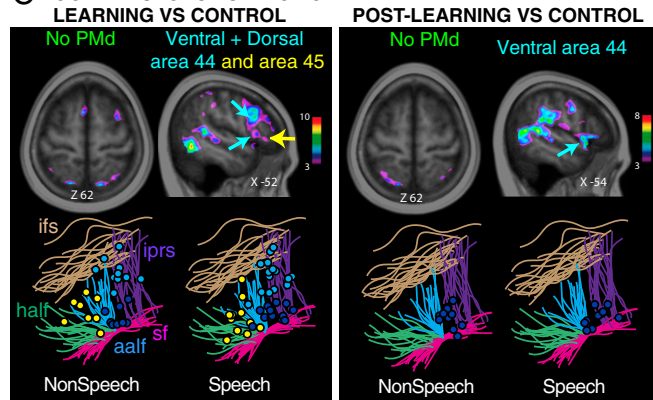 LEARNING VS CONTROL
No PMd
Ventral + Dorsal
area 44 and area 45
10
3
Z 62
X -52
POST-LEARNING VS CONTROL
No PMd
Ventral area 44
8
3
Z 62
X -54
ifs
iprs
half
sf
aalf
NonSpeech
Speech
NonSpeech
Speech